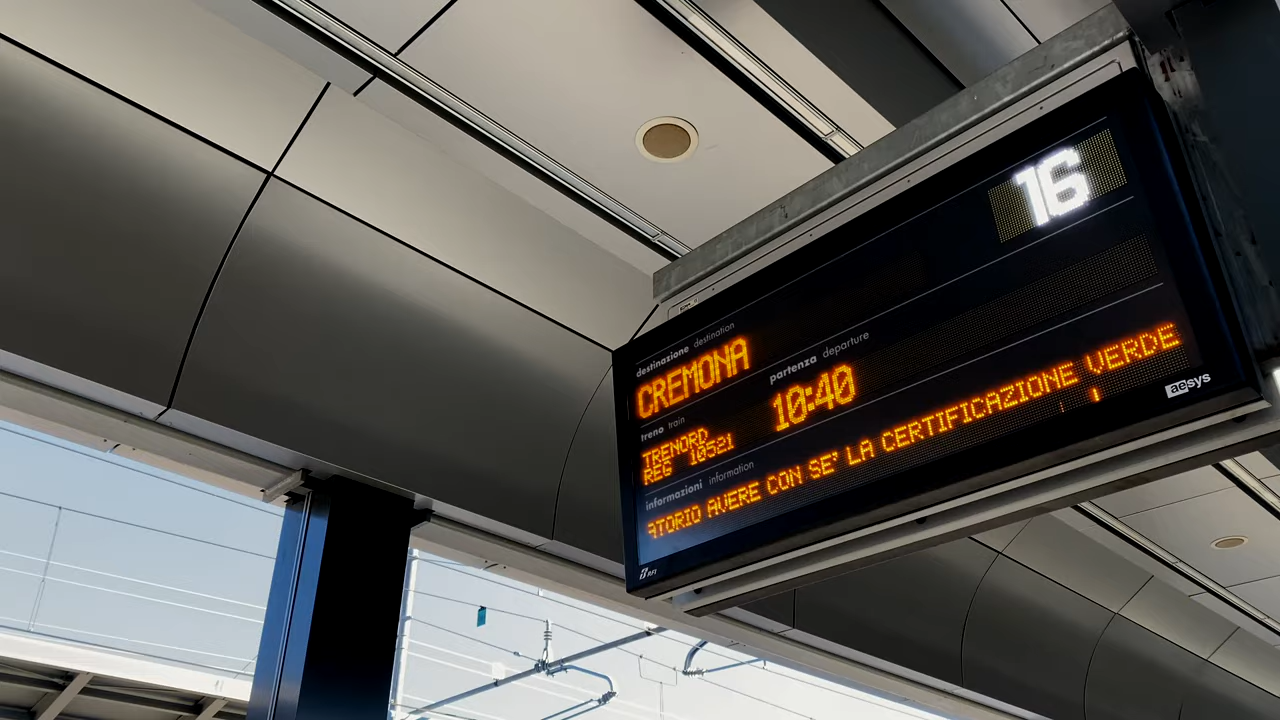 16
destinazione destination
CREMONA
partenza departure
10:40
treno train
TRENORD
REG 10521
informazioni information
ATORIO AVERE CON SE' LA CERTIFICAZIONE VERDE
aesys
RFI